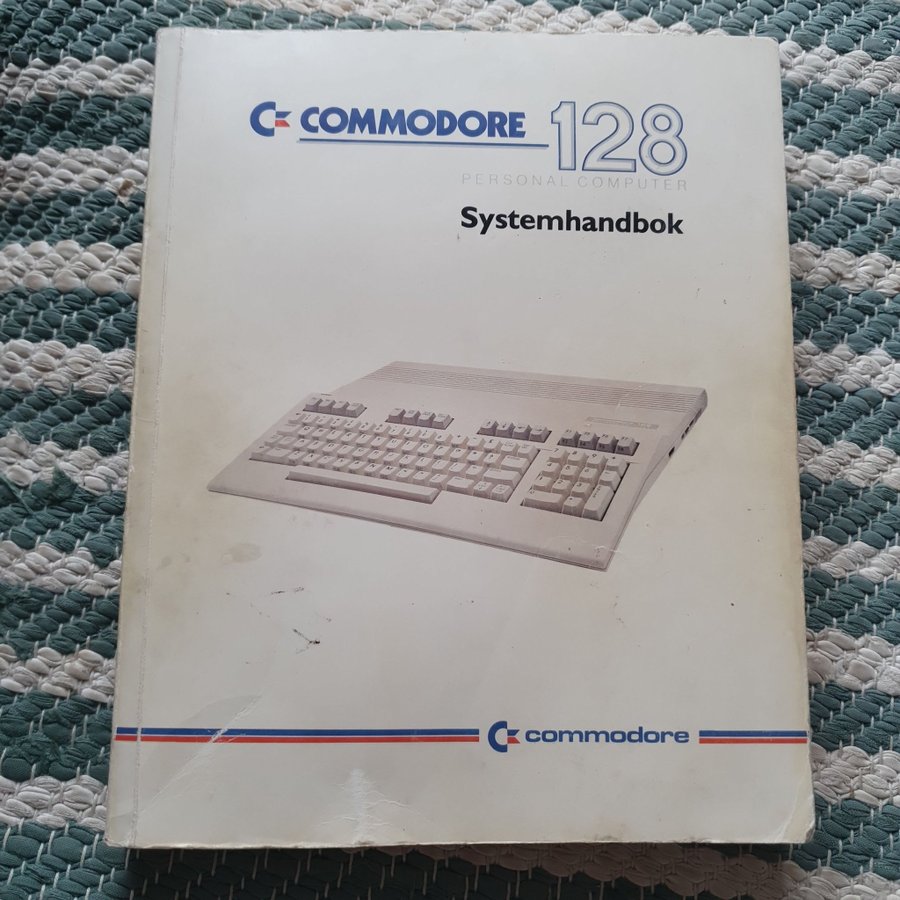 COMMODORE 128
PERSONAL COMPUTER
Systemhandbok
commodore